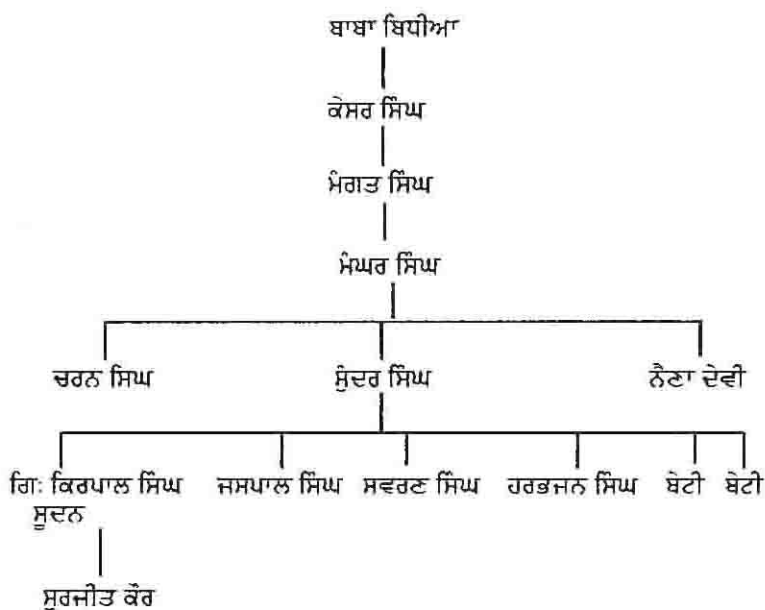 ਬਾਬਾ ਬਿਧੀਆ
ਕੇਸਰ ਸਿੰਘ
ਮੰਗਤ ਸਿੰਘ
ਮੰਘਰ ਸਿੰਘ
ਚਰਨ ਸਿਘ ਸੁੰਦਰ ਸਿੰਘ ਨੈਣਾ ਦੇਵੀ
ਗਿ: ਕਿਰਪਾਲ ਸਿੰਘ ਜਸਪਾਲ ਸਿੰਘ ਸਵਰਣ ਸਿੰਘ ਹਰਭਜਨ ਸਿੰਘ ਬੇਟੀ ਬੇਟੀ
ਸੂਦਨ
ਸੁਰਜੀਤ ਕੌਰ